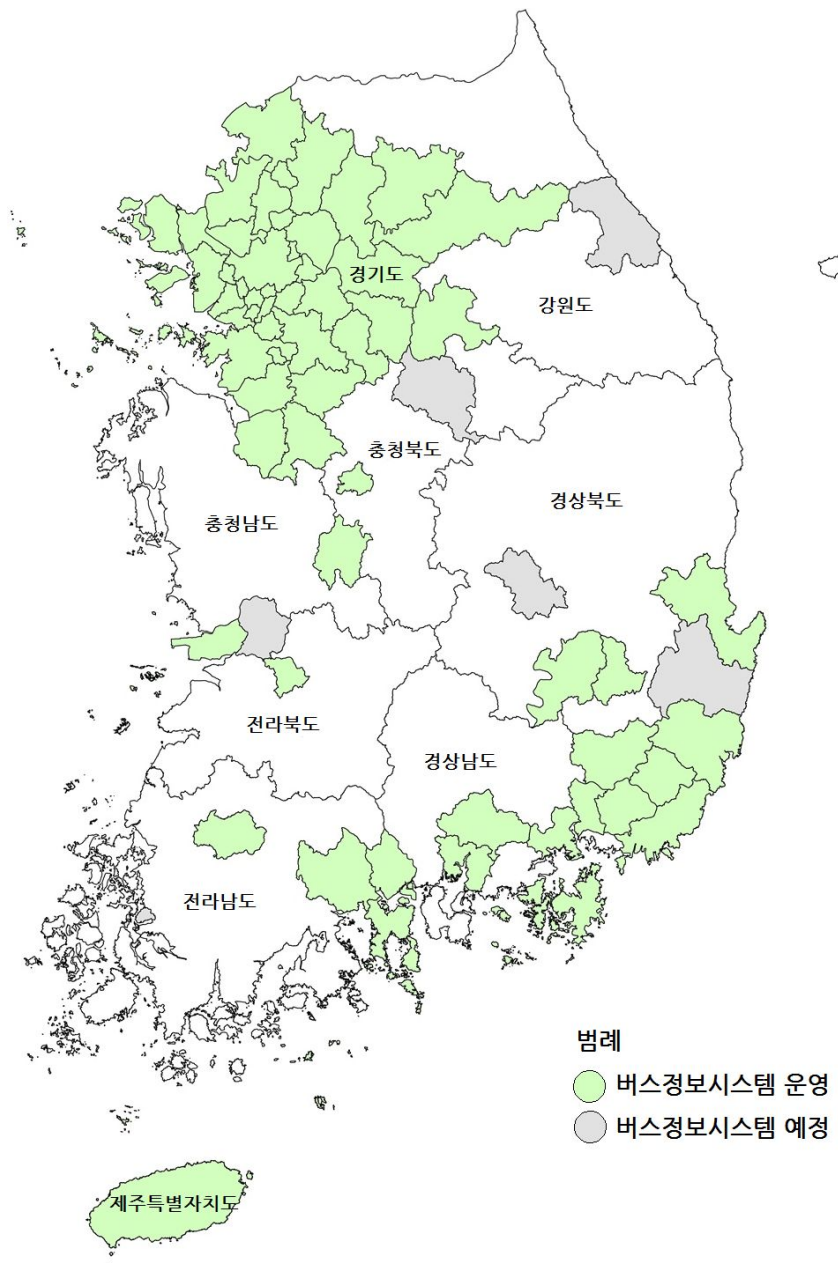 경기도
강원도
충청북도
경상북도
충청남도
전라북도
경상남도
전라남도
범례
버스정보시스템 운영
버스정보시스템 예정
제주특별자치도